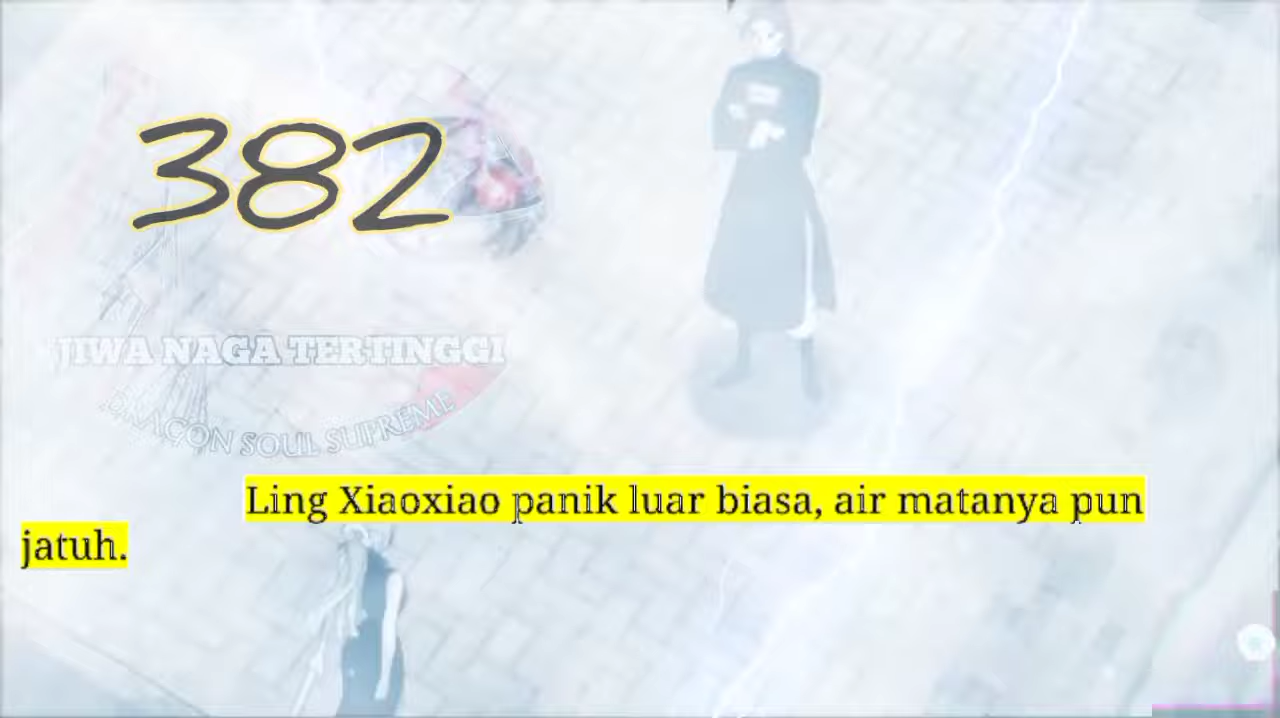 382
JIWA NAGA TERTINGGI
DRAGON SOUL SUPREME
Ling Xiaoxiao panik luar biasa, air matanya pun
jatuh.